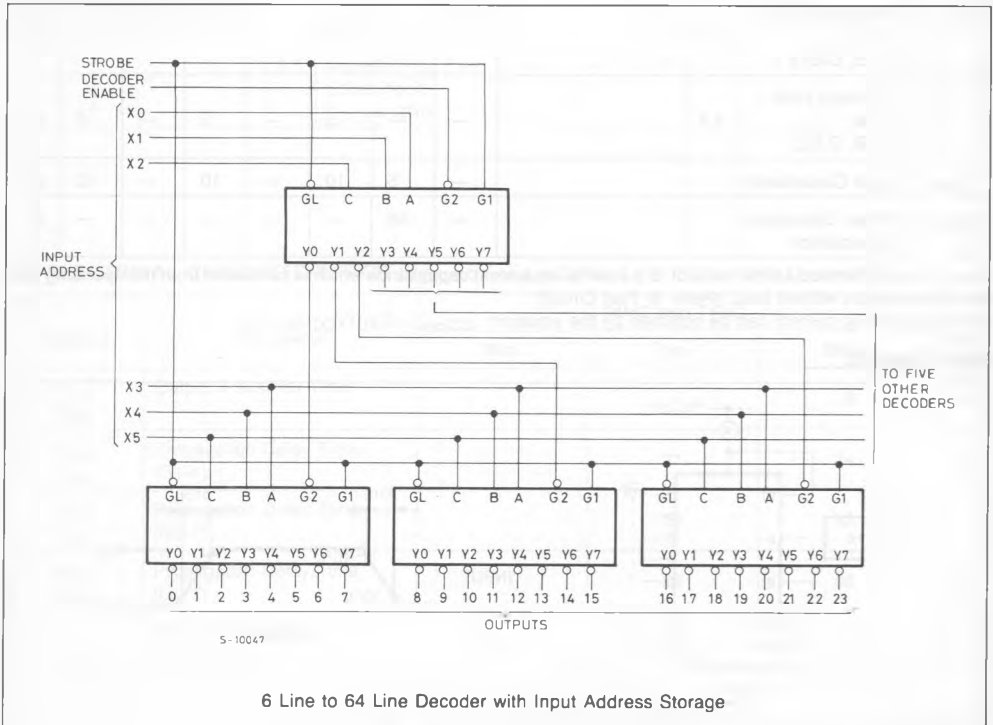 STROBE
DECODER
ENABLE
X0
X1
X2
GL C B A G2 G1
Y0 Y1 Y2 Y3 Y4 Y5 Y6 Y7
INPUT
ADDRESS
X3
X4
X5
TO FIVE
OTHER
DECODERS
GL C B A G2 G1 GL C B A G2 G1 GL C B A G2 G1
Y0 Y1 Y2 Y3 Y4 Y5 Y6 Y7 Y0 Y1 Y2 Y3 Y4 Y5 Y6 Y7 Y0 Y1 Y2 Y3 Y4 Y5 Y6 Y7
0 1 2 3 4 5 6 7 8 9 10 11 12 13 14 15 16 17 18 19 20 21 22 23
OUTPUTS
S-10047
6 Line to 64 Line Decoder with Input Address Storage